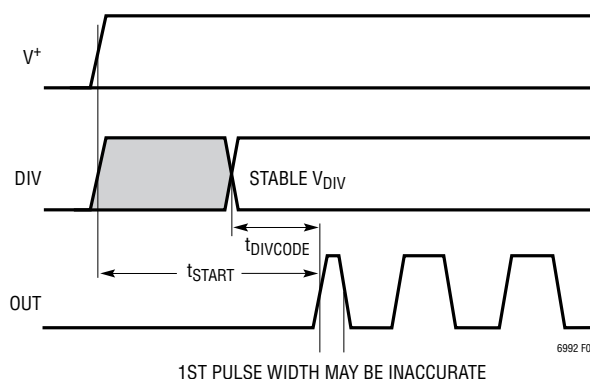 V+
DIV
STABLE VDIV
tDIVCODE
tSTART
OUT
6992 F0
1ST PULSE WIDTH MAY BE INACCURATE